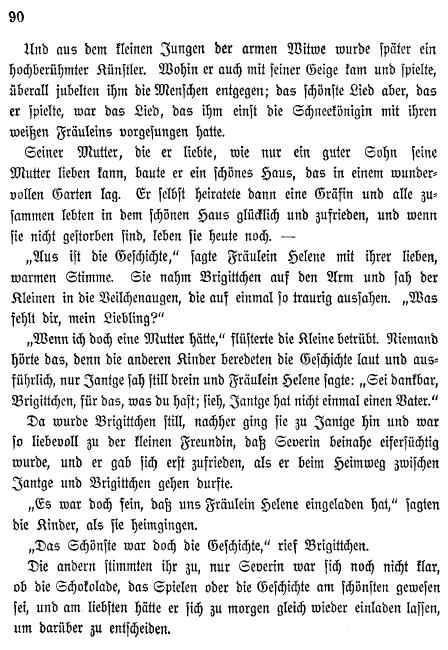 90
Und aus dem kleinen Jungen der armen Witwe wurde später ein
hochberühmter Künstler. Wohin er auch mit seiner Geige kam und spielte,
überall jubelten ihm die Menschen entgegen; das schönste Lied aber, das
er spielte, war das Lied, das ihm einst die Schneekönigin mit ihren
weißen Fräuleins vorgesungen hatte.
Seiner Mutter, die er liebte, wie nur ein guter Sohn seine
Mutter lieben kann, baute er ein schönes Haus, das in einem wunder-
vollen Garten lag. Er selbst heiratete dann eine Gräfin und alle zu-
sammen lebten in dem schönen Haus glücklich und zufrieden, und wenn
sie nicht gestorben sind, leben sie heute noch. —
„Aus ist die Geschichte,“ sagte Fräulein Helene mit ihrer lieben,
warmen Stimme. Sie nahm Brigittchen auf den Arm und sah der
Kleinen in die Veilchenaugen, die auf einmal so traurig aussahen. „Was
fehlt dir, mein Liebling?“
„Wenn ich doch eine Mutter hätte,“ flüsterte die Kleine betrübt. Niemand
hörte das, denn die anderen Kinder beredeten die Geschichte laut und aus-
führlich, nur Jantge sah still drein und Fräulein Helene sagte: „Sei dankbar,
Brigittchen, für das, was du hast; sieh, Jantge hat nicht einmal einen Vater.“
Da wurde Brigittchen still, nachher ging sie zu Jantge hin und war
so liebevoll zu der kleinen Freundin, daß Severin beinahe eifersüchtig
wurde, und er gab sich erst zufrieden, als er beim Heimweg zwischen
Jantge und Brigittchen gehen durfte.
„Es war doch fein, daß uns Fräulein Helene eingeladen hat,“ sagten
die Kinder, als sie heimgingen.
„Das Schönste war doch die Geschichte,“ rief Brigittchen.
Die andern stimmten ihr zu, nur Severin war sich noch nicht klar,
ob die Schokolade, das Spielen oder die Geschichte am schönsten gewesen
sei, und am liebsten hätte er sich zu morgen gleich wieder einladen lassen,
um darüber zu entscheiden.